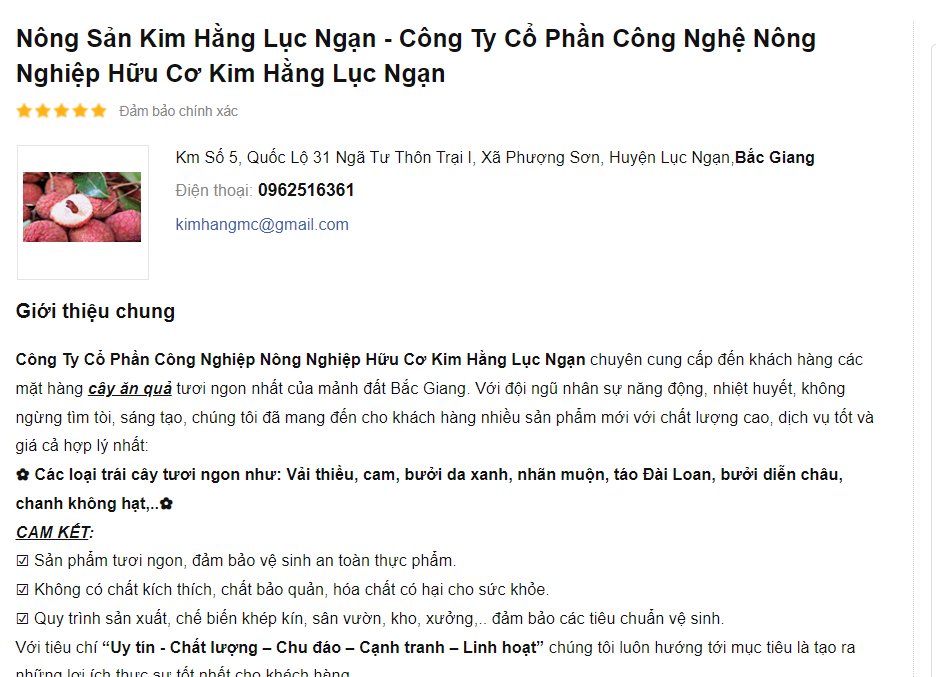 Nông Sản Kim Hằng Lục Ngạn - Công Ty Cổ Phần Công Nghệ Nông
Nghiệp Hữu Cơ Kim Hằng Lục Ngạn
Đảm bảo chính xác
Km Số 5, Quốc Lộ 31 Ngã Tư Thôn Trại I, Xã Phượng Sơn, Huyện Lục Ngạn,Bắc Giang
Điện thoại: 0962516361
kimhangmc@gmail.com
Giới thiệu chung
Công Ty Cổ Phần Công Nghiệp Nông Nghiệp Hữu Cơ Kim Hằng Lục Ngạn chuyên cung cấp đến khách hàng các
mặt hàng cây ăn quả tươi ngon nhất của mảnh đất Bắc Giang. Với đội ngũ nhân sự năng động, nhiệt huyết, không
ngừng tìm tòi, sáng tạo, chúng tôi đã mang đến cho khách hàng nhiều sản phẩm mới với chất lượng cao, dịch vụ tốt và
giá cả hợp lý nhất:
✿ Các loại trái cây tươi ngon như: Vải thiều, cam, bưởi da xanh, nhãn muộn, táo Đài Loan, bưởi diễn châu,
chanh không hạt,..✿
CAM KẾT:
☑ Sản phẩm tươi ngon, đảm bảo vệ sinh an toàn thực phẩm.
☑ Không có chất kích thích, chất bảo quản, hóa chất có hại cho sức khỏe.
☑ Quy trình sản xuất, chế biến khép kín, sân vườn, kho, xưởng,.. đảm bảo các tiêu chuẩn vệ sinh.
Với tiêu chí “Uy tín - Chất lượng – Chu đáo – Cạnh tranh – Linh hoạt” chúng tôi luôn hướng tới mục tiêu là tạo ra
những lợi ích thực sự tốt nhất cho khách hàng